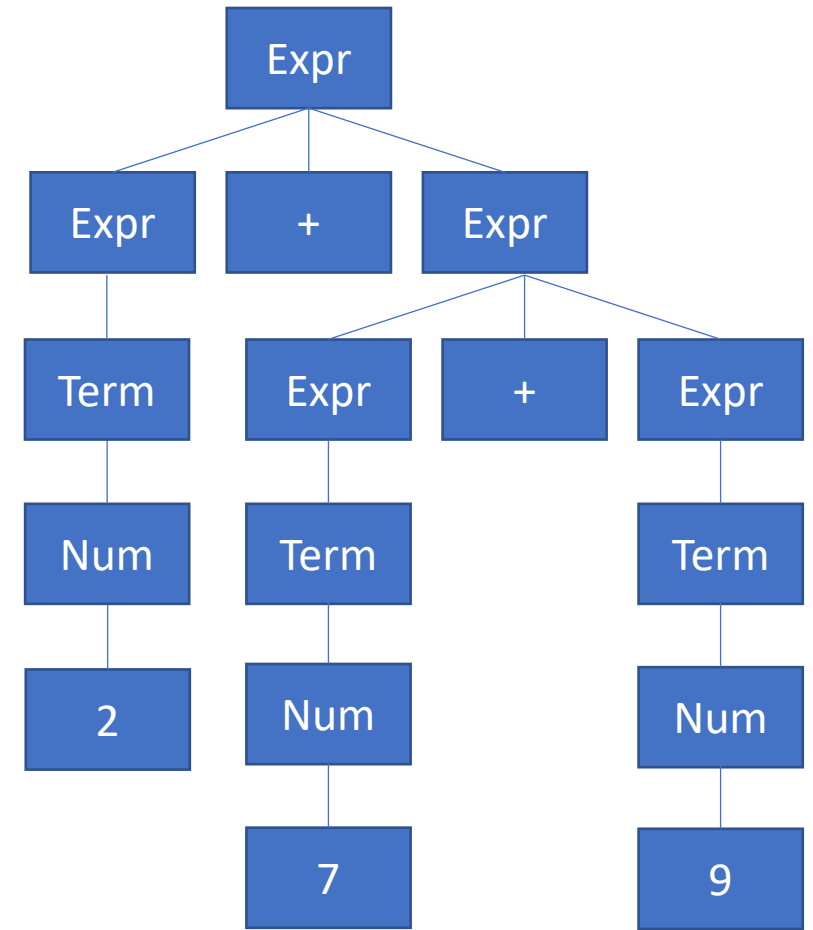 Expr
Expr + Expr
Term Expr + Expr
Num Term Term
2 Num Num
7 9